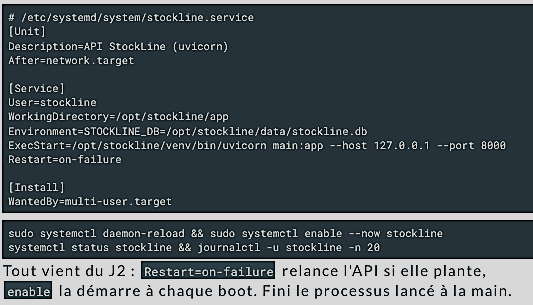 # /etc/systemd/system/stockline.service
[Unit]
Description=API StockLine (uvicorn)
After=network.target

[Service]
User=stockline
WorkingDirectory=/opt/stockline/app
Environment=STOCKLINE_DB=/opt/stockline/data/stockline.db
ExecStart=/opt/stockline/venv/bin/uvicorn main:app --host 127.0.0.1 --port 8000
Restart=on-failure

[Install]
WantedBy=multi-user.target

sudo systemctl daemon-reload && sudo systemctl enable --now stockline
systemctl status stockline && journalctl -u stockline -n 20
Tout vient du J2 : Restart=on-failure relance l'API si elle plante,
enable la démarre à chaque boot. Fini le processus lancé à la main.